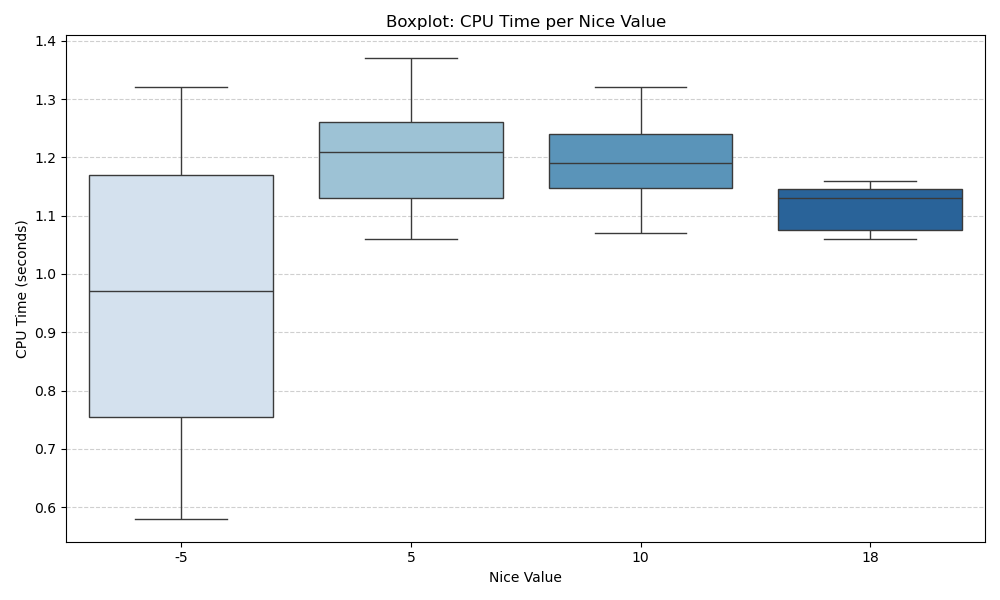 Boxplot: CPU Time per Nice Value
CPU Time (seconds)
1.4
1.3
1.2
1.1
1.0
0.9
0.8
0.7
0.6
-5 5 10 18
Nice Value